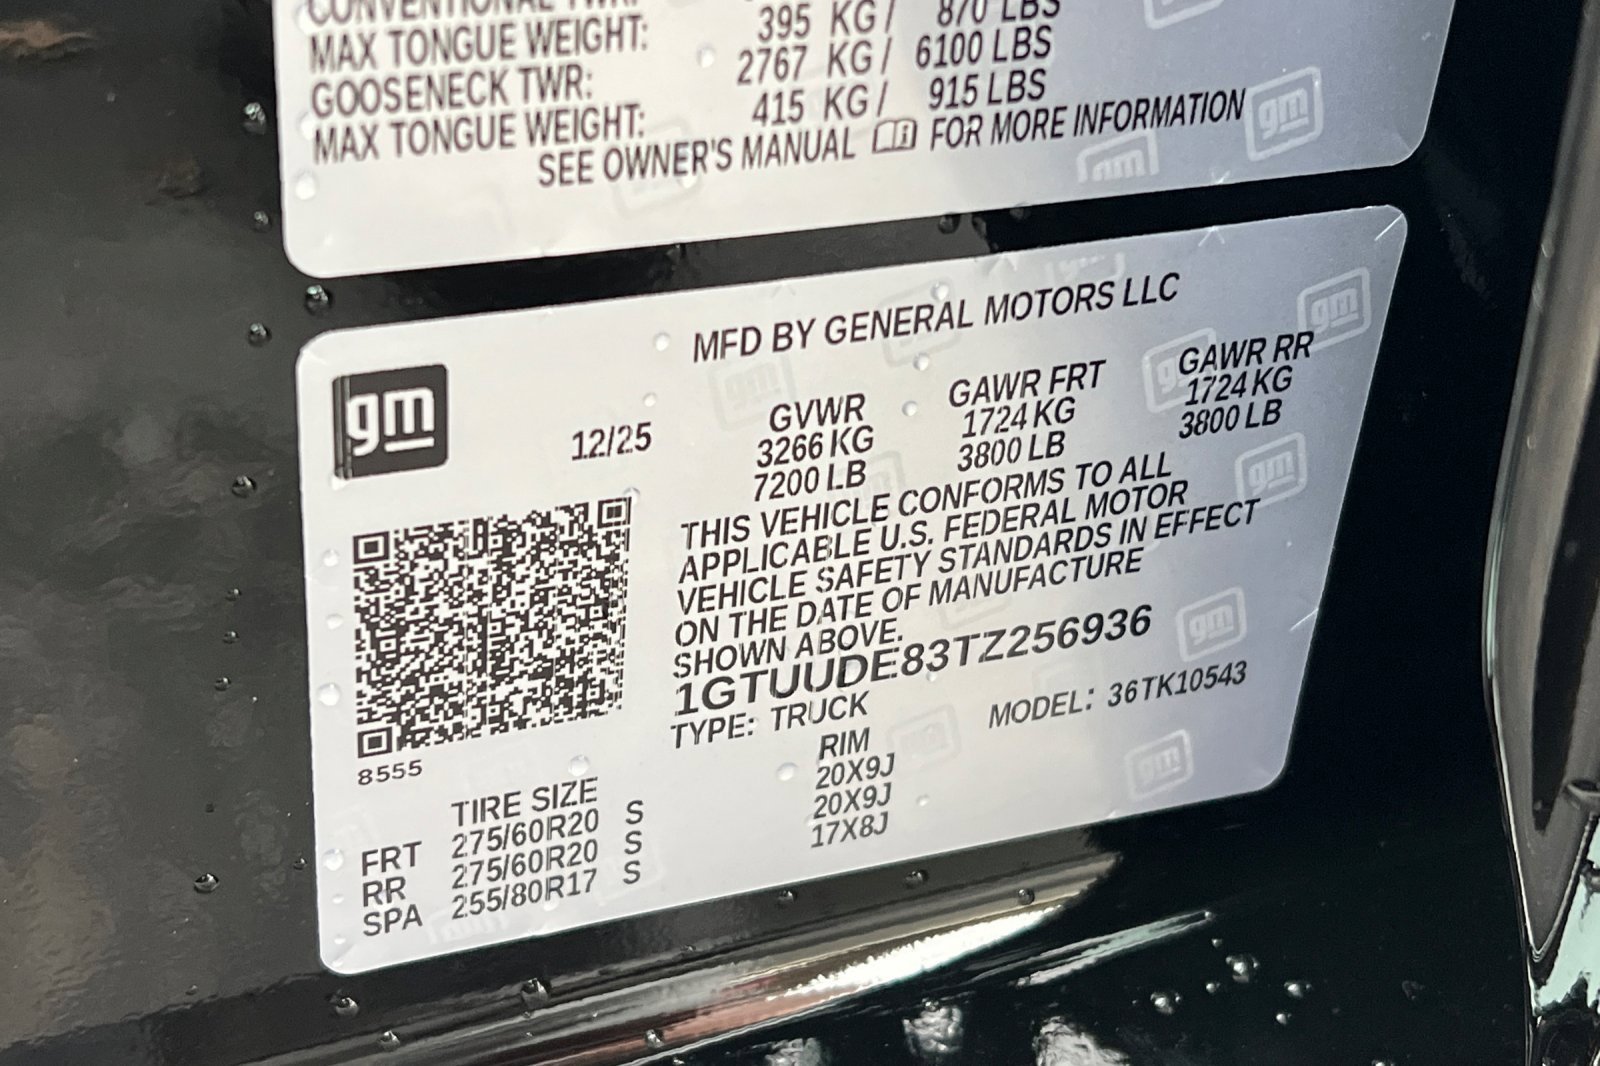 CONVENTIONAL TWR:
MAX TONGUE WEIGHT: 395 KG / 870 LBS
GOOSENECK TWR: 2767 KG / 6100 LBS
MAX TONGUE WEIGHT: 415 KG / 915 LBS
SEE OWNER'S MANUAL FOR MORE INFORMATION
gm
MFD BY GENERAL MOTORS LLC
12/25
GVWR GAWR FRT GAWR RR
3266 KG 1724 KG 1724 KG
7200 LB 3800 LB 3800 LB
THIS VEHICLE CONFORMS TO ALL
APPLICABLE U.S. FEDERAL MOTOR
VEHICLE SAFETY STANDARDS IN EFFECT
ON THE DATE OF MANUFACTURE
SHOWN ABOVE.
1GTUUDE83TZ256936
TYPE: TRUCK MODEL: 36TK10543
8555
TIRE SIZE RIM
FRT 275/60R20 S 20X9J
RR 275/60R20 S 20X9J
SPA 255/80R17 S 17X8J